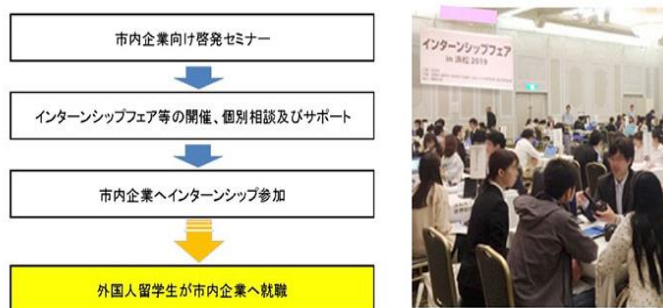 市内企業向け啓発セミナー
インターンシップフェア等の開催、個別相談及びサポート
市内企業へインターンシップ参加
外国人留学生が市内企業へ就職
インターンシップフェア
in 浜松 2019